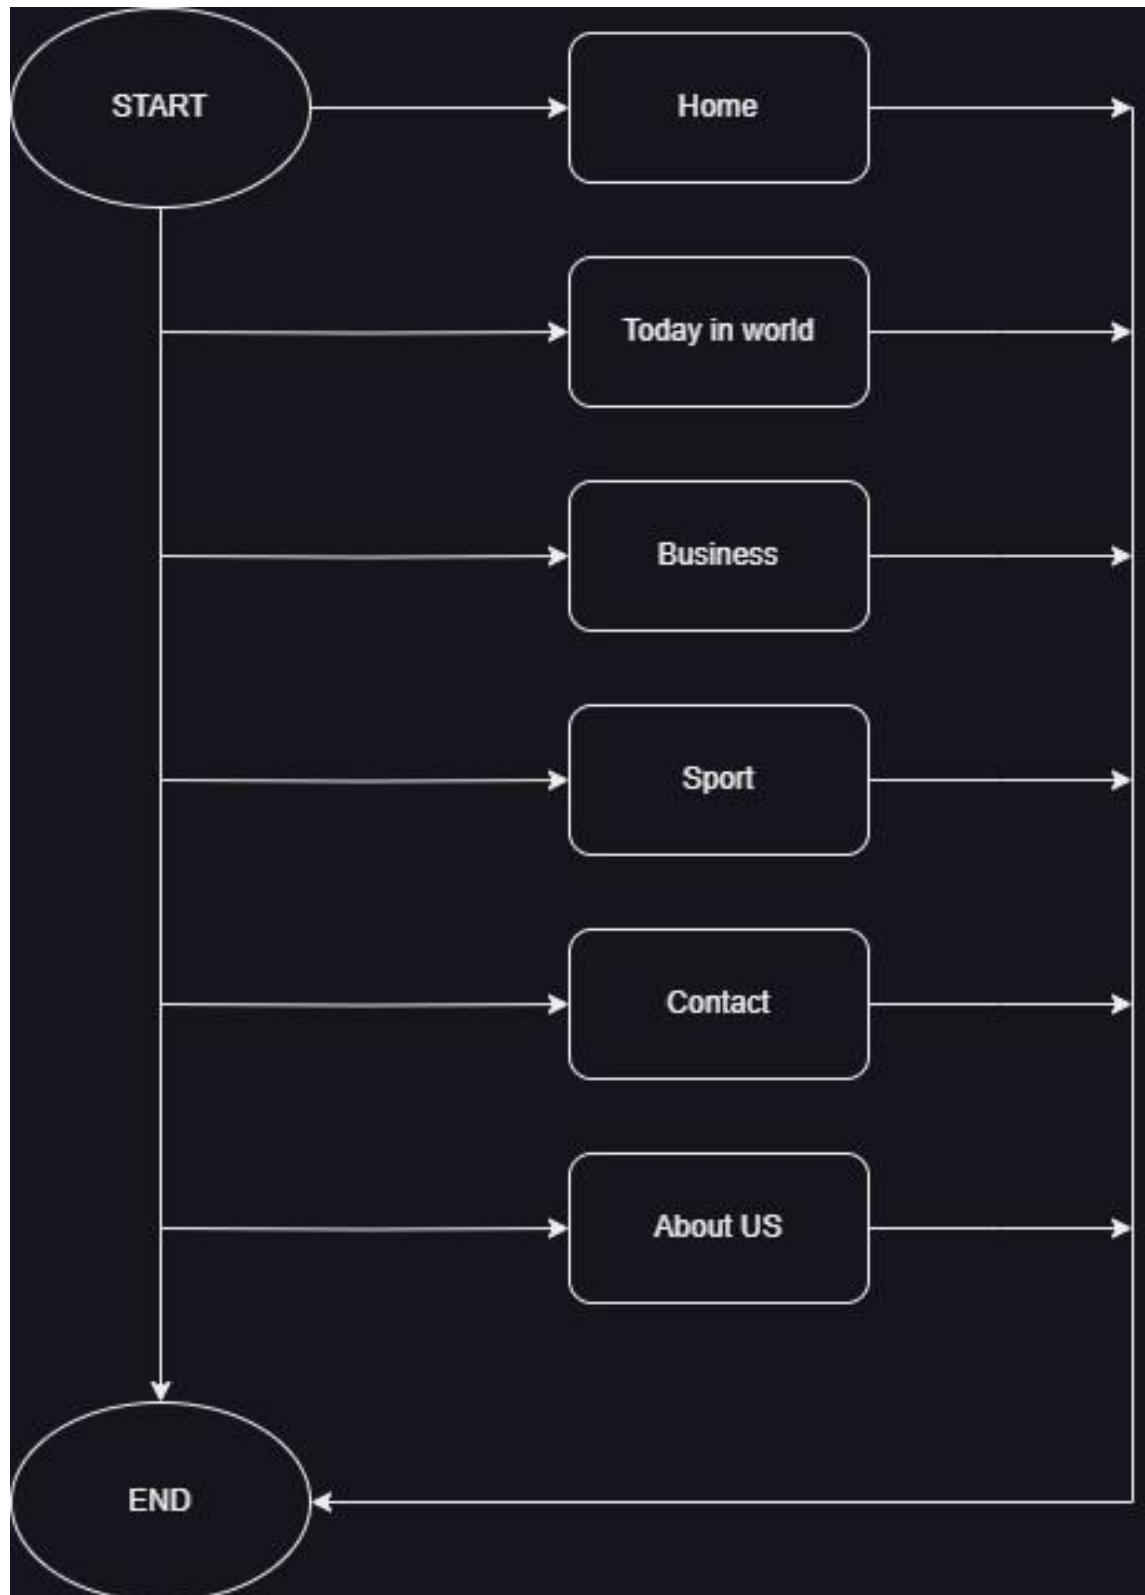 START
Home
Today in world
Business
Sport
Contact
About US
END